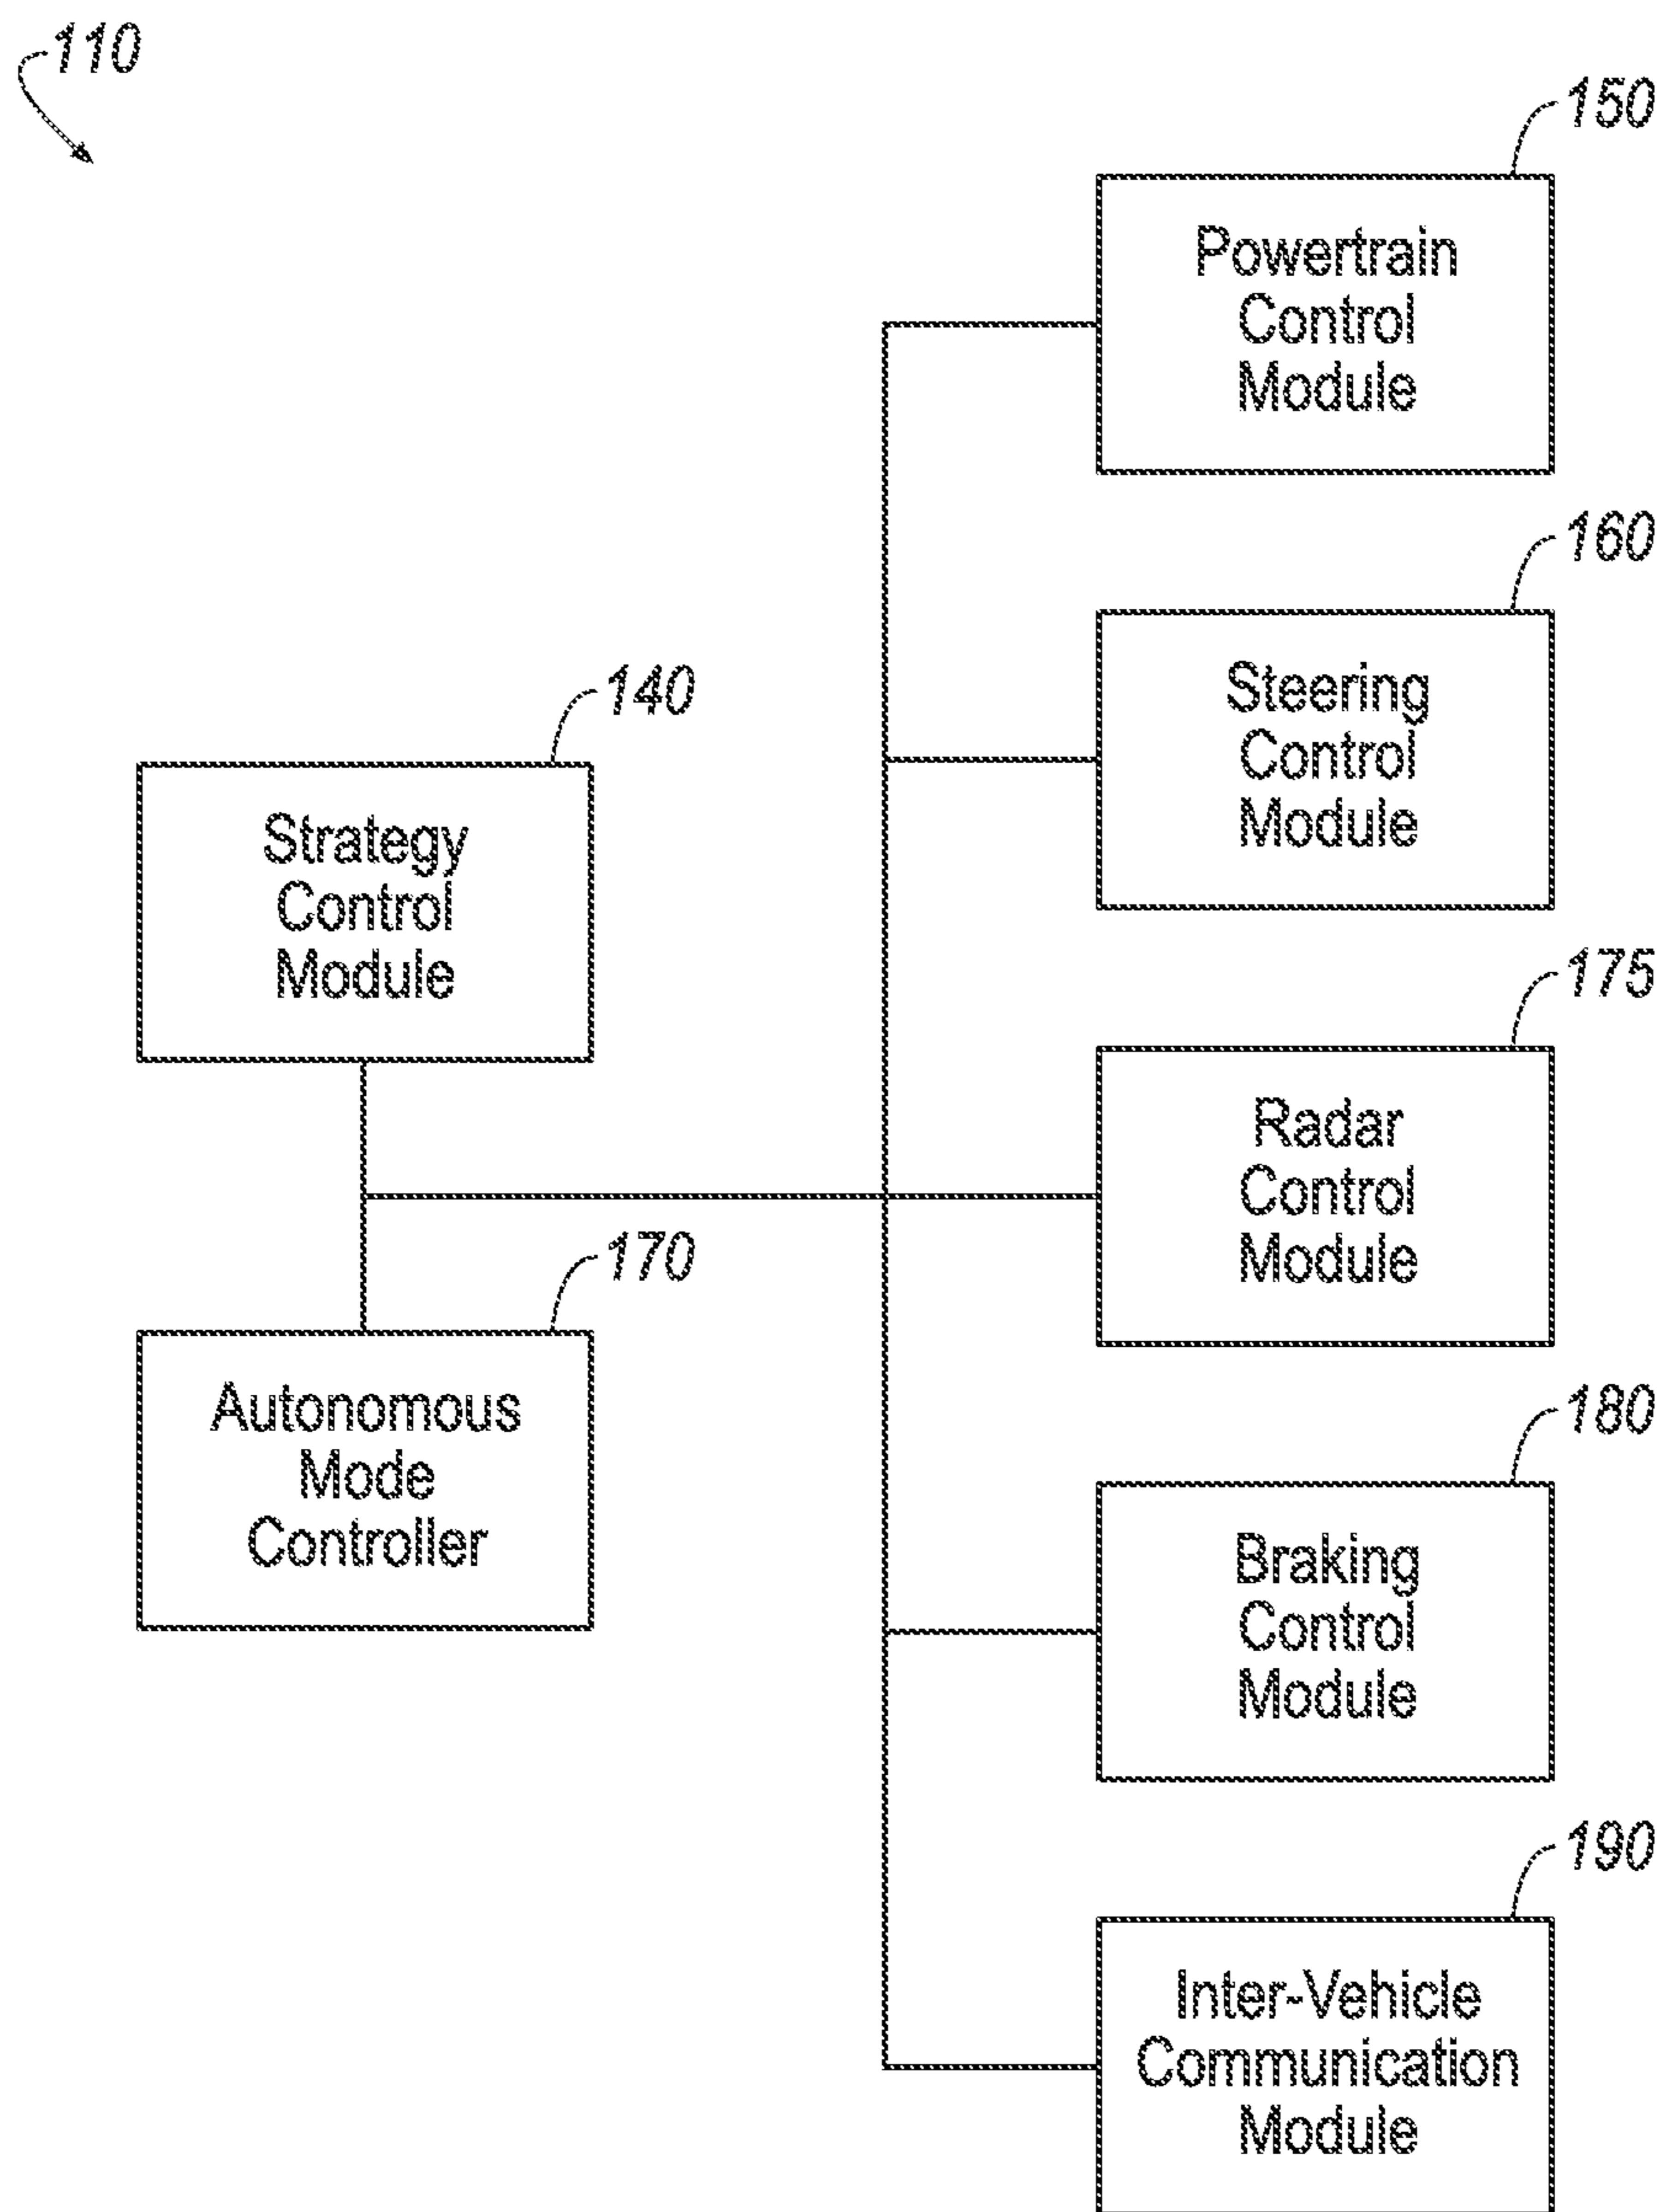 110
150
Powertrain
Control
Module
160
Steering
Control
Module
140
Strategy
Control
Module
175
Radar
Control
Module
170
Autonomous
Mode
Controller
180
Braking
Control
Module
190
Inter-Vehicle
Communication
Module